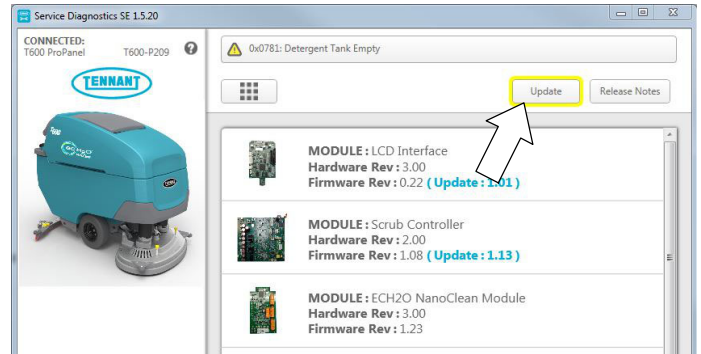 Service Diagnostics SE 1.5.20
CONNECTED:
T600 ProPanel T600-P209 ?
0x0781: Detergent Tank Empty
TENNANT
Update Release Notes
T600
ec-H2O
MODULE : LCD Interface
Hardware Rev : 3.00
Firmware Rev : 0.22 ( Update : 1.01 )
MODULE : Scrub Controller
Hardware Rev : 2.00
Firmware Rev : 1.08 ( Update : 1.13 )
MODULE : ECH2O NanoClean Module
Hardware Rev : 3.00
Firmware Rev : 1.23